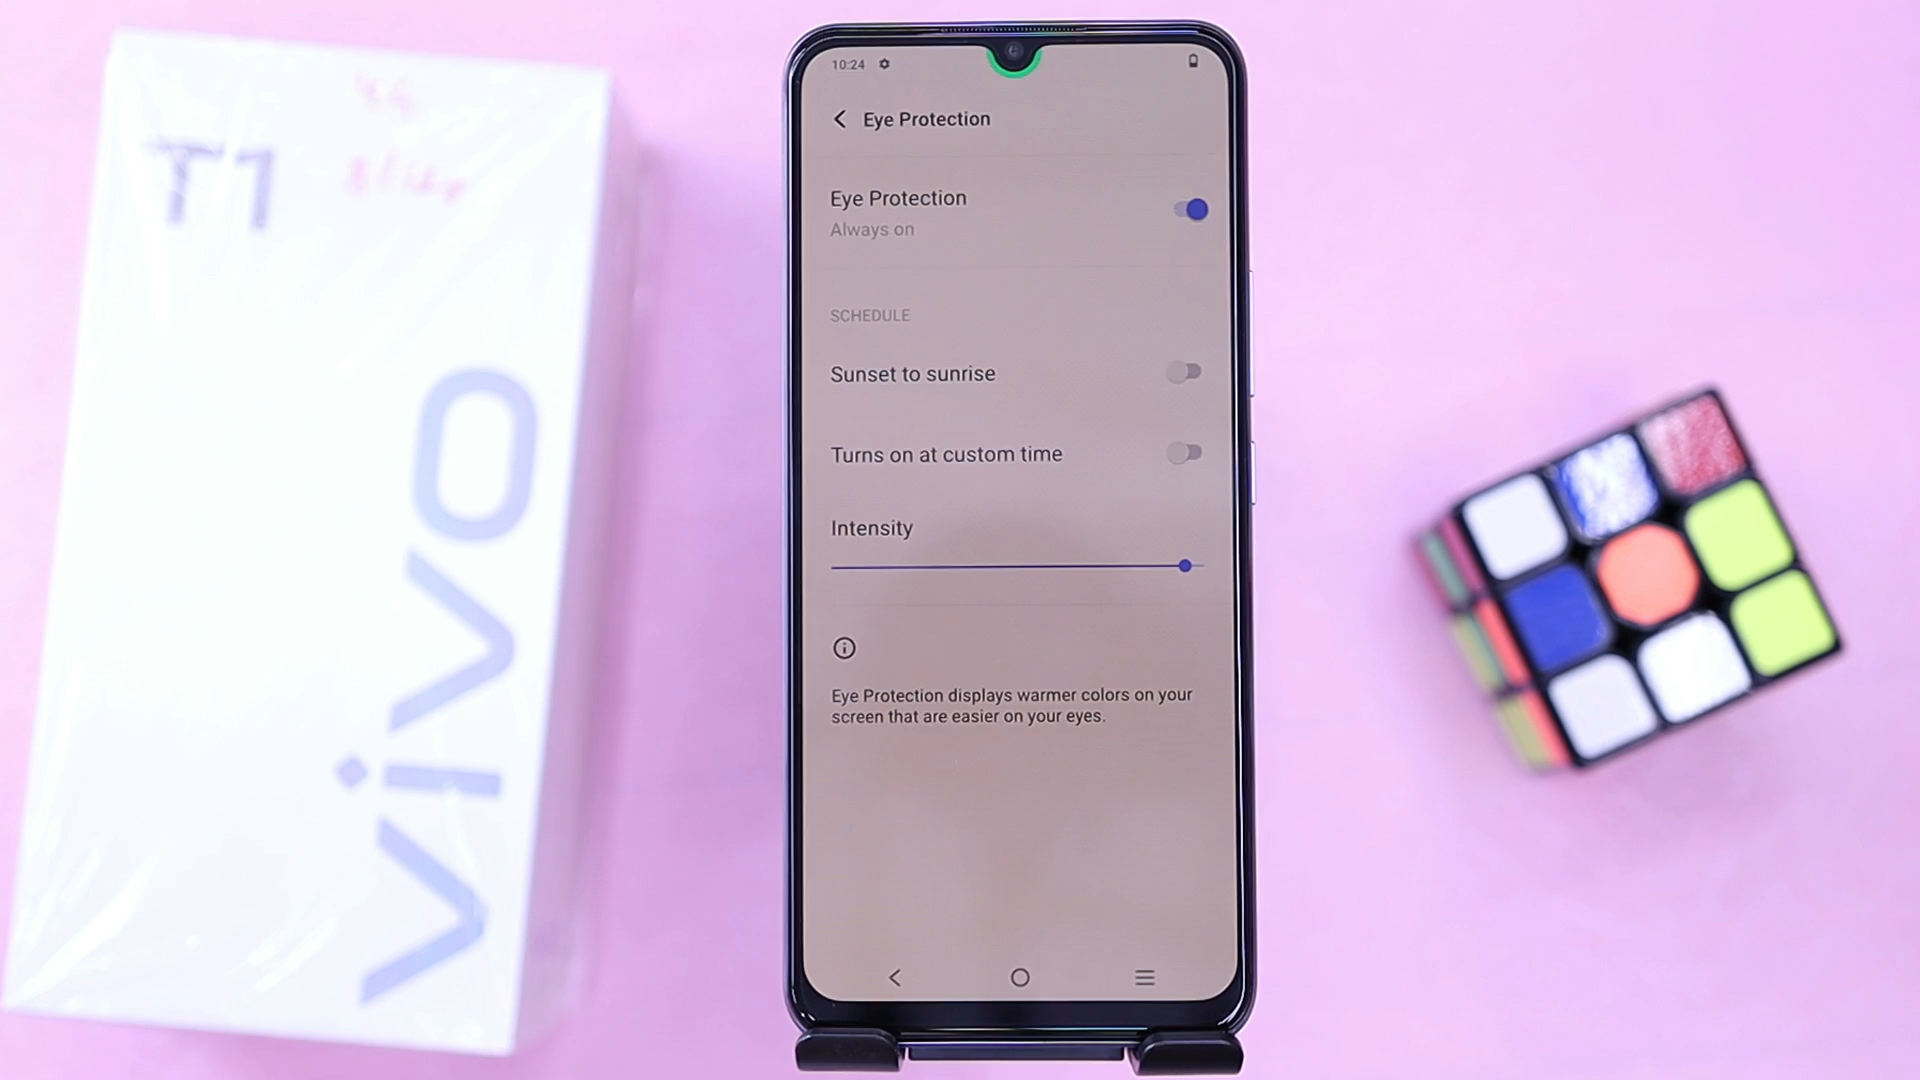 T1
vivo
10:24
Eye Protection
Eye Protection
Always on
SCHEDULE
Sunset to sunrise
Turns on at custom time
Intensity
Eye Protection displays warmer colors on your
screen that are easier on your eyes.